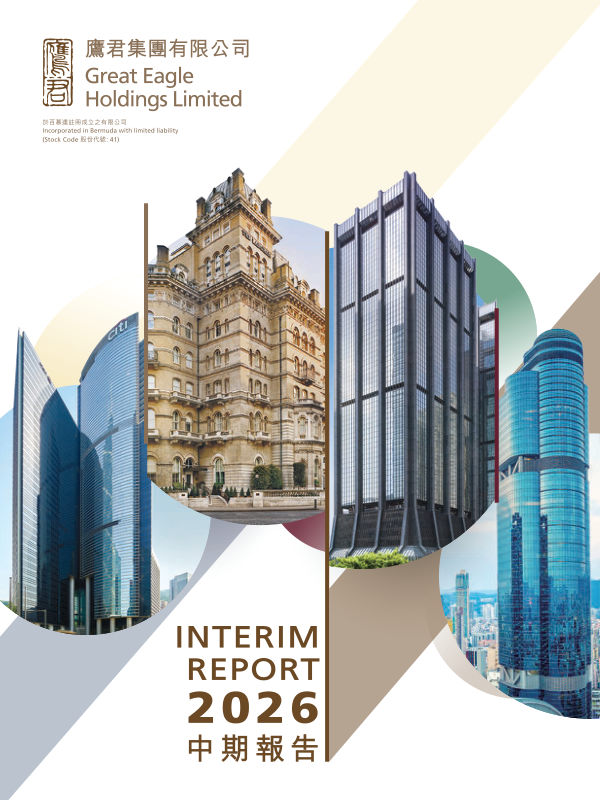 鷹君
鷹君集團有限公司
Great Eagle
Holdings Limited
於百慕達註冊成立之有限公司
Incorporated in Bermuda with limited liability
(Stock Code 股份代號: 41)
citi
INTERIM
REPORT
2026
中期報告